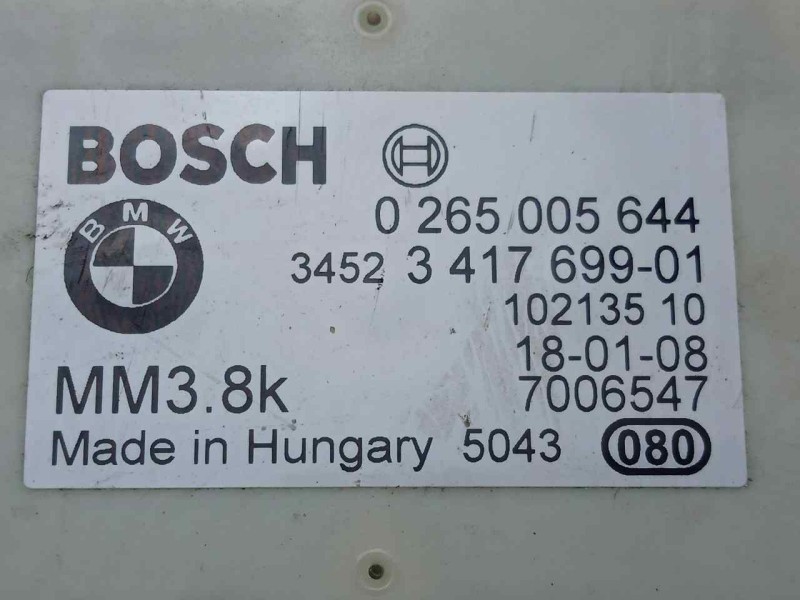 BOSCH
BMW
0 265 005 644
3452 3 417 699-01
102135 10
18-01-08
MM3.8k 7006547
Made in Hungary 5043 080